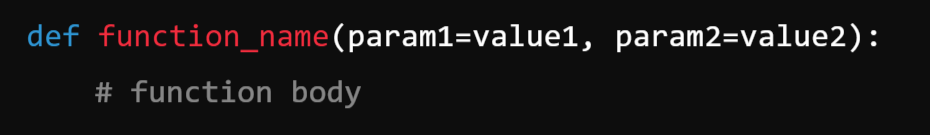 def function_name(param1=value1, param2=value2):
    # function body